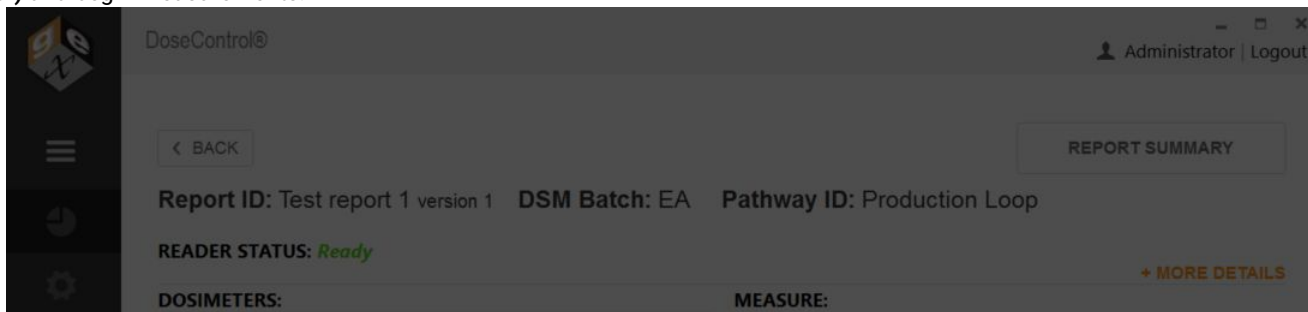 DoseControl®
Administrator | Logout
gex
< BACK
REPORT SUMMARY
Report ID: Test report 1 version 1 DSM Batch: EA Pathway ID: Production Loop
READER STATUS: Ready
+ MORE DETAILS
DOSIMETERS: MEASURE: